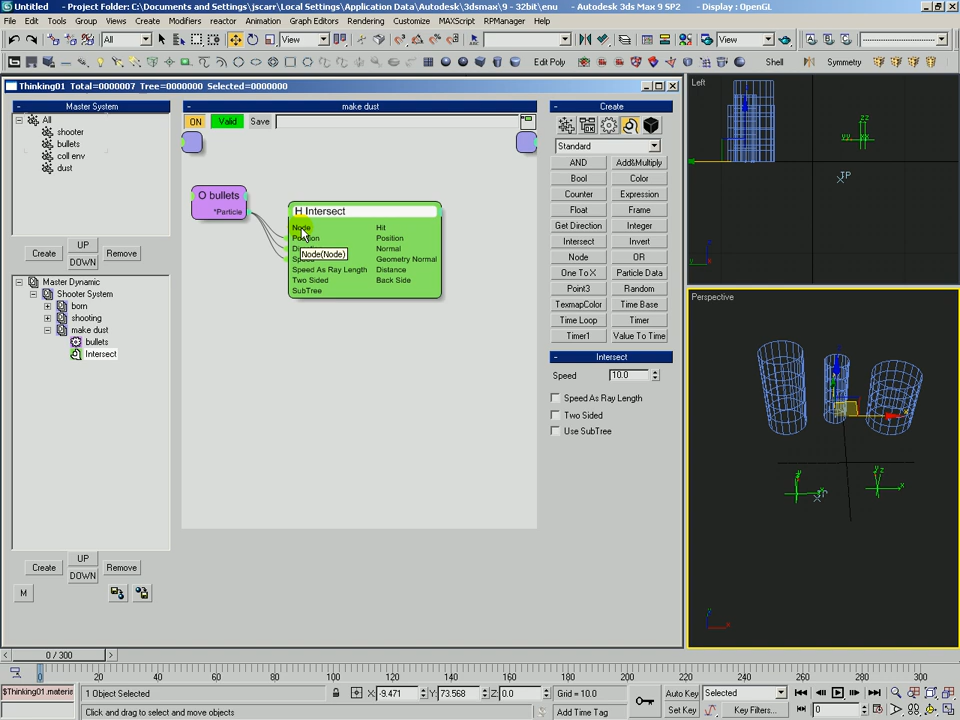 Untitled - Project Folder: C:\Documents and Settings\jscarr\Local Settings\Application Data\Autodesk\3dsmax\9 - 32bit\enu - Autodesk 3ds Max 9 SP2 - Display : OpenGL
File Edit Tools Group Views Create Modifiers reactor Animation Graph Editors Rendering Customize MAXScript RPManager Help
All View View
Edit Poly Shell Symmetry
Thinking01 Total=0000007 Tree=0000000 Selected=0000000
Master System
All
shooter
bullets
coll env
dust
Create UP DOWN Remove
Master Dynamic
Shooter System
born
shooting
make dust
bullets
Intersect
Create UP DOWN Remove
M
make dust
ON Valid Save
O bullets
*Particle
H Intersect
Node Hit
Position Position
Normal
Geometry Normal
Speed As Ray Length Distance
Two Sided Back Side
SubTree
Node(Node)
Create
Standard
AND Add&Multiply
Bool Color
Counter Expression
Float Frame
Get Direction Integer
Intersect Invert
Node OR
One To X Particle Data
Point3 Random
TexmapColor Time Base
Time Loop Timer
Timer1 Value To Time
Intersect
Speed 10.0
Speed As Ray Length
Two Sided
Use SubTree
Left
zz
yy x
TP
Perspective
0 / 300
0 20 40 60 80 100 120 140 160 180 200 220 240 260 280 300
$Thinking01.materia
1 Object Selected X: -9.471 Y: 73.568 Z: 0.0 Grid = 10.0 Auto Key Selected
Click and drag to select and move objects Add Time Tag Set Key Key Filters... 0